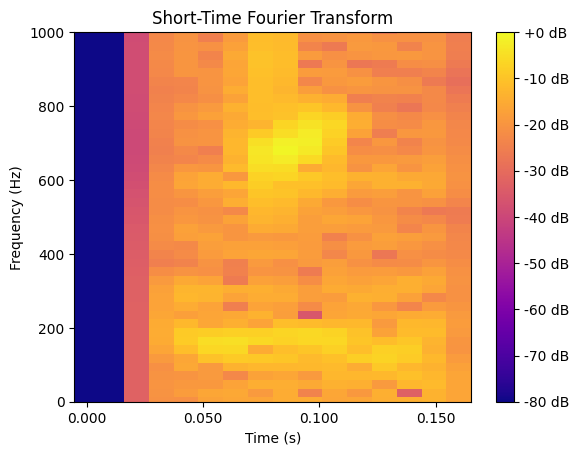 Short-Time Fourier Transform
1000
800
600
400
200
0
Frequency (Hz)
0.000
0.050
0.100
0.150
Time (s)
+0 dB
-10 dB
-20 dB
-30 dB
-40 dB
-50 dB
-60 dB
-70 dB
-80 dB